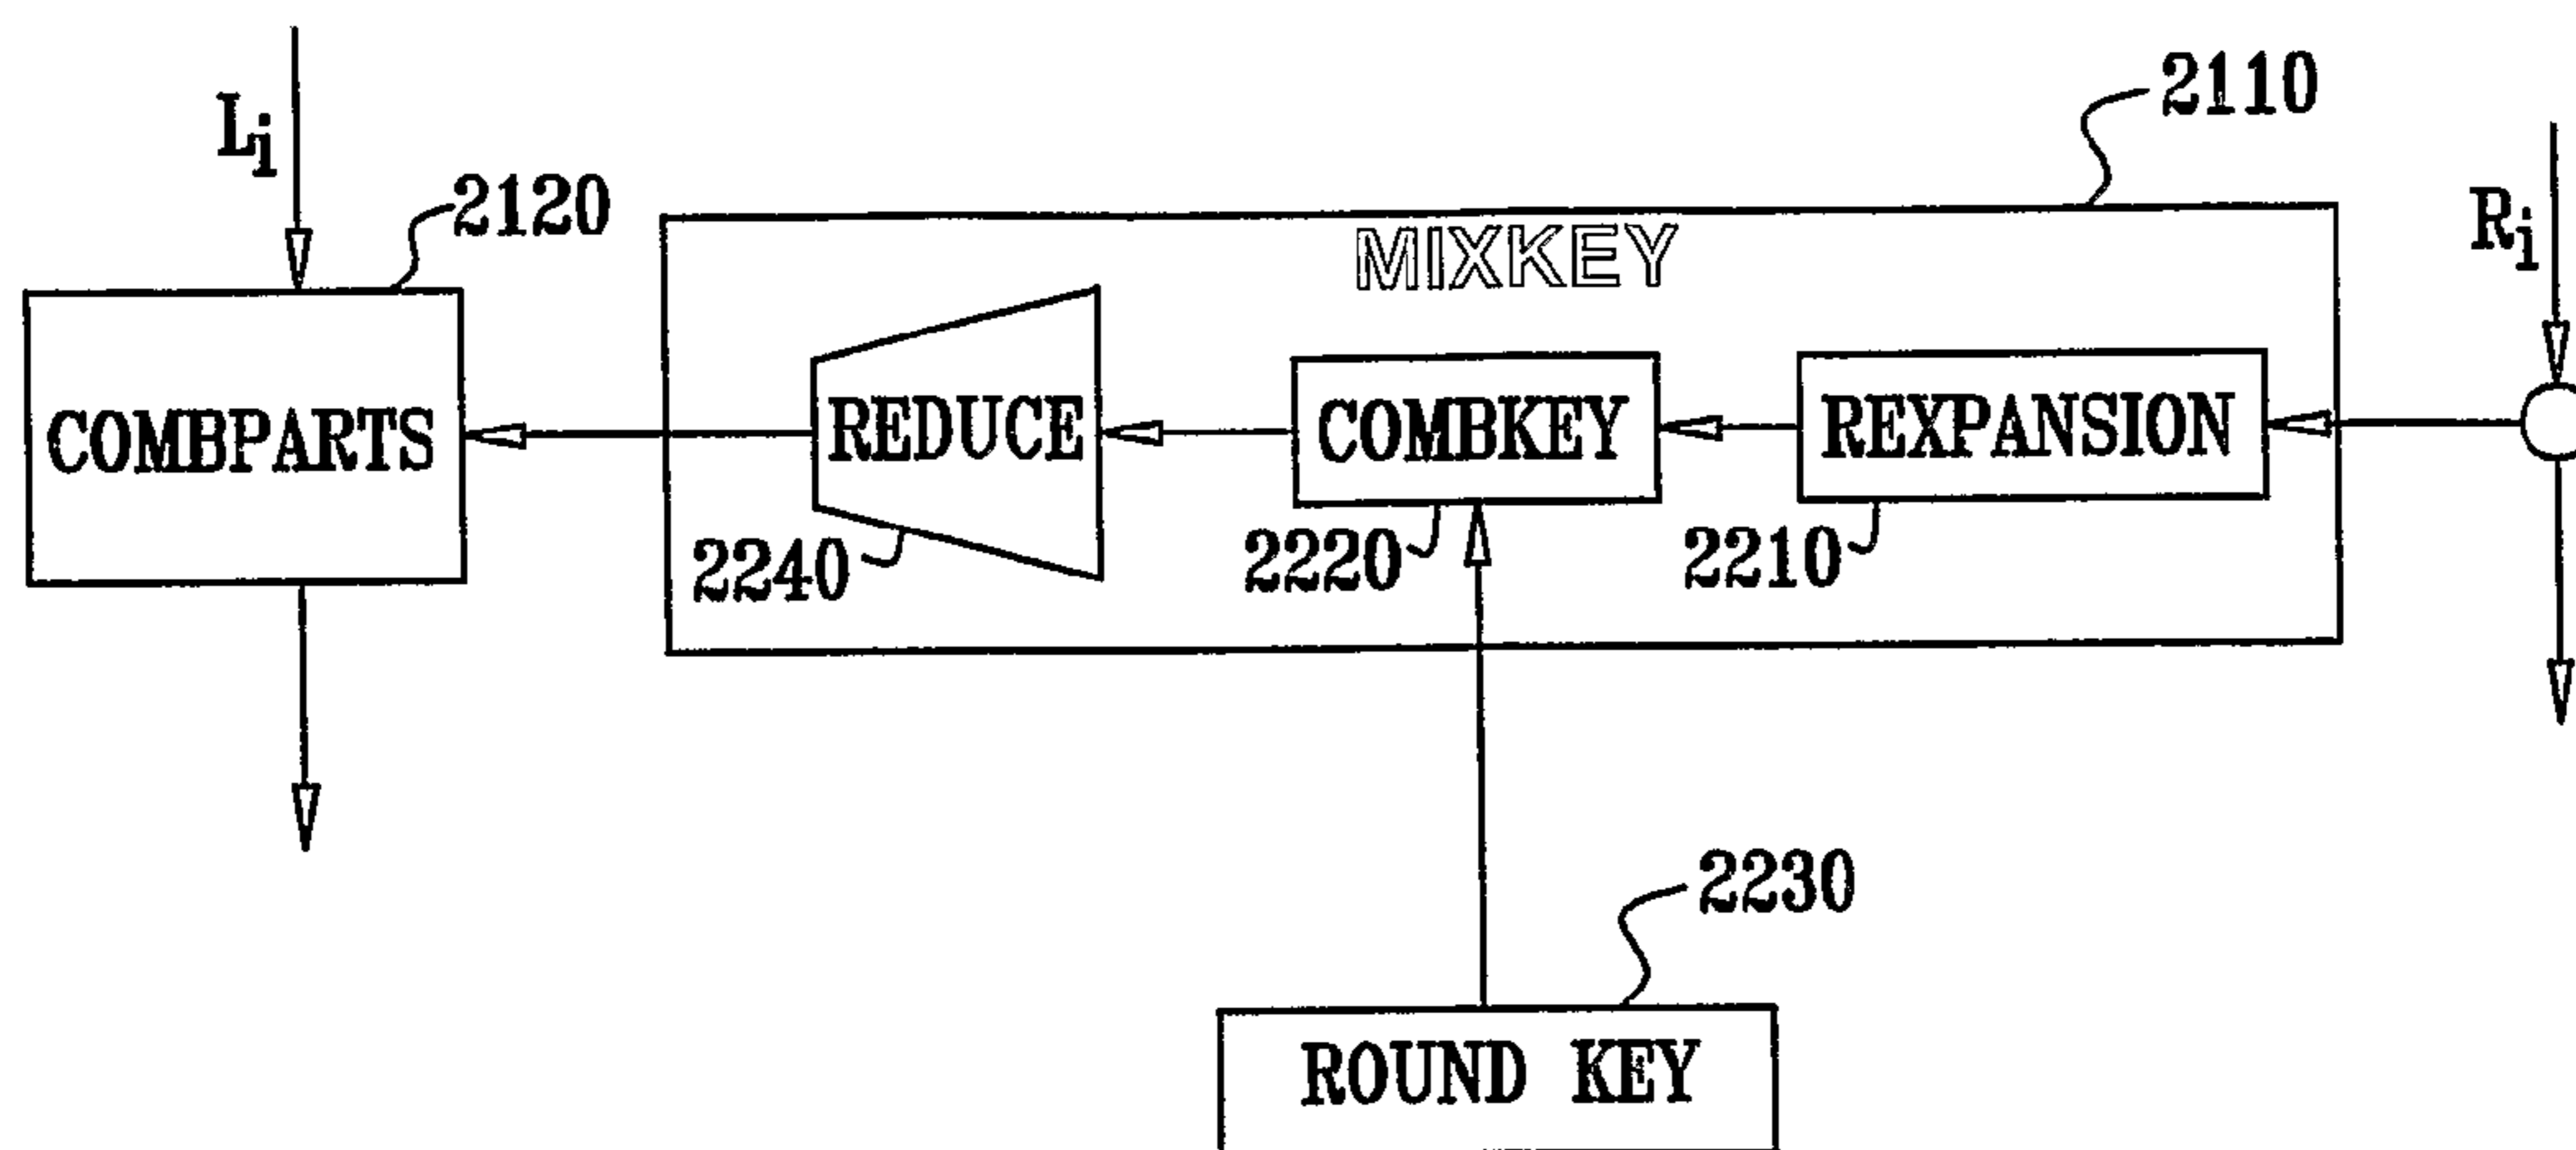 2110
Li
2120
Ri
MIXKEY
COMBPARTS
REDUCE
COMBKEY
REXPANSION
2240
2220
2210
2230
ROUND KEY